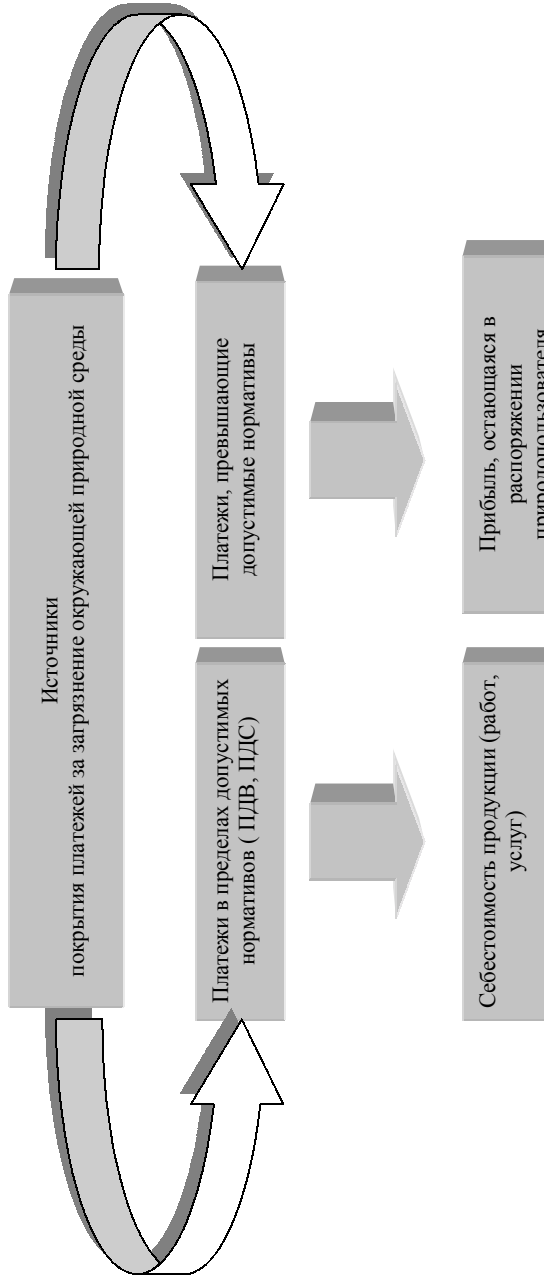 Источники
покрытия платежей за загрязнение окружающей природной среды
Платежи в пределах допустимых
нормативов ( ПДВ, ПДС)
Платежи, превышающие
допустимые нормативы
Себестоимость продукции (работ,
услуг)
Прибыль, остающаяся в
распоряжении
природопользователя